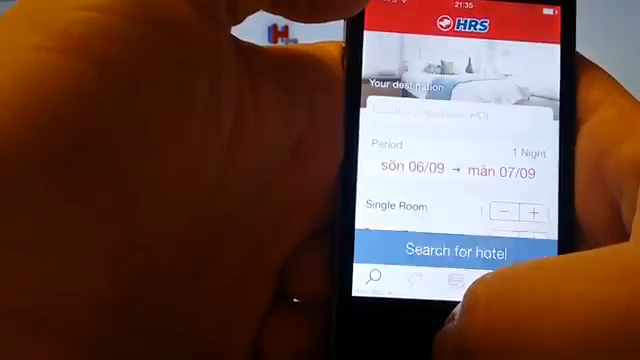 21:35
HRS
Your destination
Period
1 Night
sön 06/09 → mån 07/09
Single Room
1 − +
Search for hotel